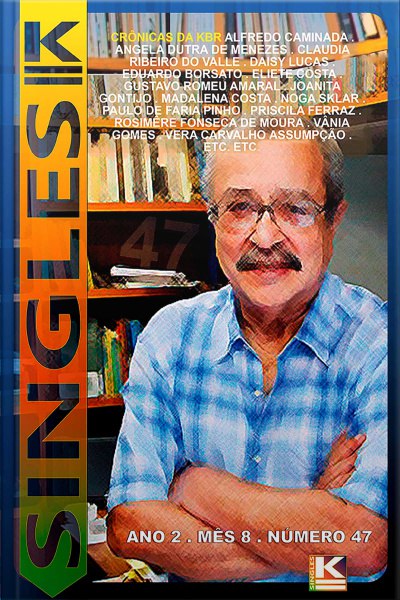 CRÔNICAS DA KBR ALFREDO CAMINADA .
ANGELA DUTRA DE MENEZES . CLAUDIA
RIBEIRO DO VALLE . DAISY LUCAS .
EDUARDO BORSATO . ELIETE COSTA .
GUSTAVO ROMEU AMARAL . JOANITA
GONTIJO . MADALENA COSTA . NOGA SKLAR .
PAULO DE FARIA PINHO . PRISCILA FERRAZ .
ROSIMÉRE FONSECA DE MOURA . VÂNIA
GOMES . VERA CARVALHO ASSUMPÇÃO .
ETC. ETC
SINGLES K
47
ANO 2 . MÊS 8 . NÚMERO 47
SINGLES K